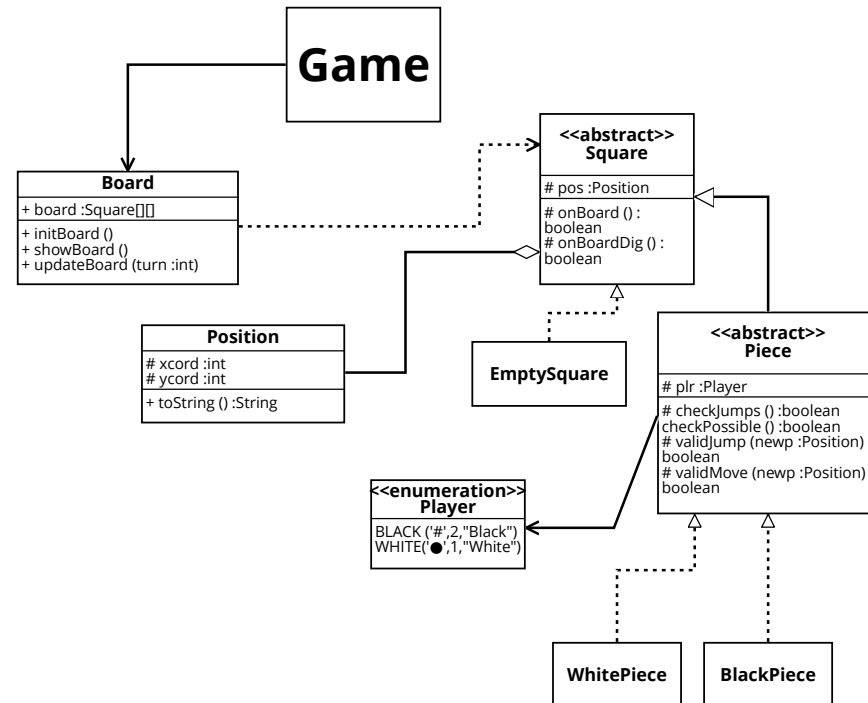 Game
Board
+ board :Square[][]
+ initBoard ()
+ showBoard ()
+ updateBoard (turn :int)
<<abstract>>
Square
# pos :Position
# onBoard () :
boolean
# onBoardDig () :
boolean
Position
# xcord :int
# ycord :int
+ toString () :String
EmptySquare
<<abstract>>
Piece
# plr :Player
# checkJumps () :boolean
checkPossible () :boolean
# validJump (newp :Position)
boolean
# validMove (newp :Position)
boolean
<<enumeration>>
Player
BLACK ('#',2,"Black")
WHITE('●',1,"White")
WhitePiece
BlackPiece